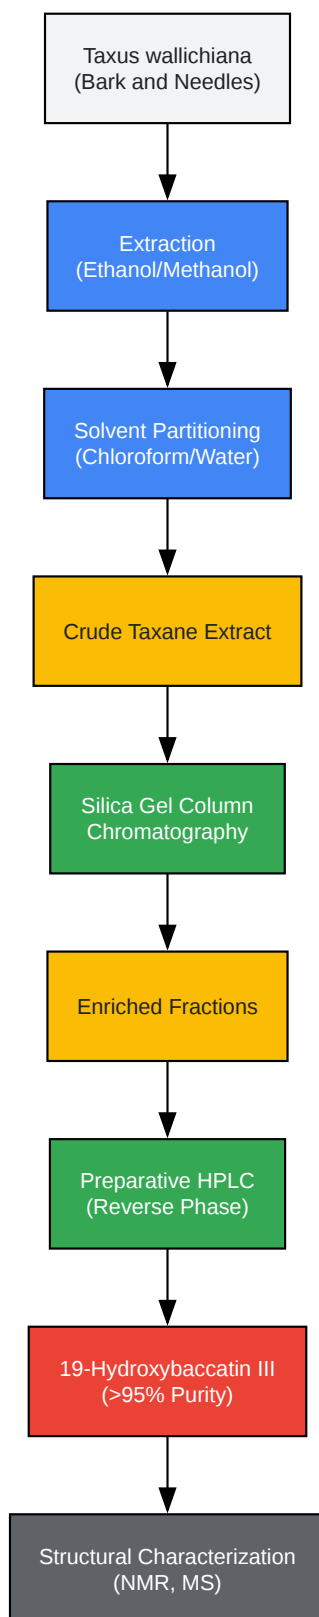 Taxus wallichiana
(Bark and Needles)
Extraction
(Ethanol/Methanol)
Solvent Partitioning
(Chloroform/Water)
Crude Taxane Extract
Silica Gel Column
Chromatography
Enriched Fractions
Preparative HPLC
(Reverse Phase)
19-Hydroxybaccatin III
(>95% Purity)
Structural Characterization
(NMR, MS)